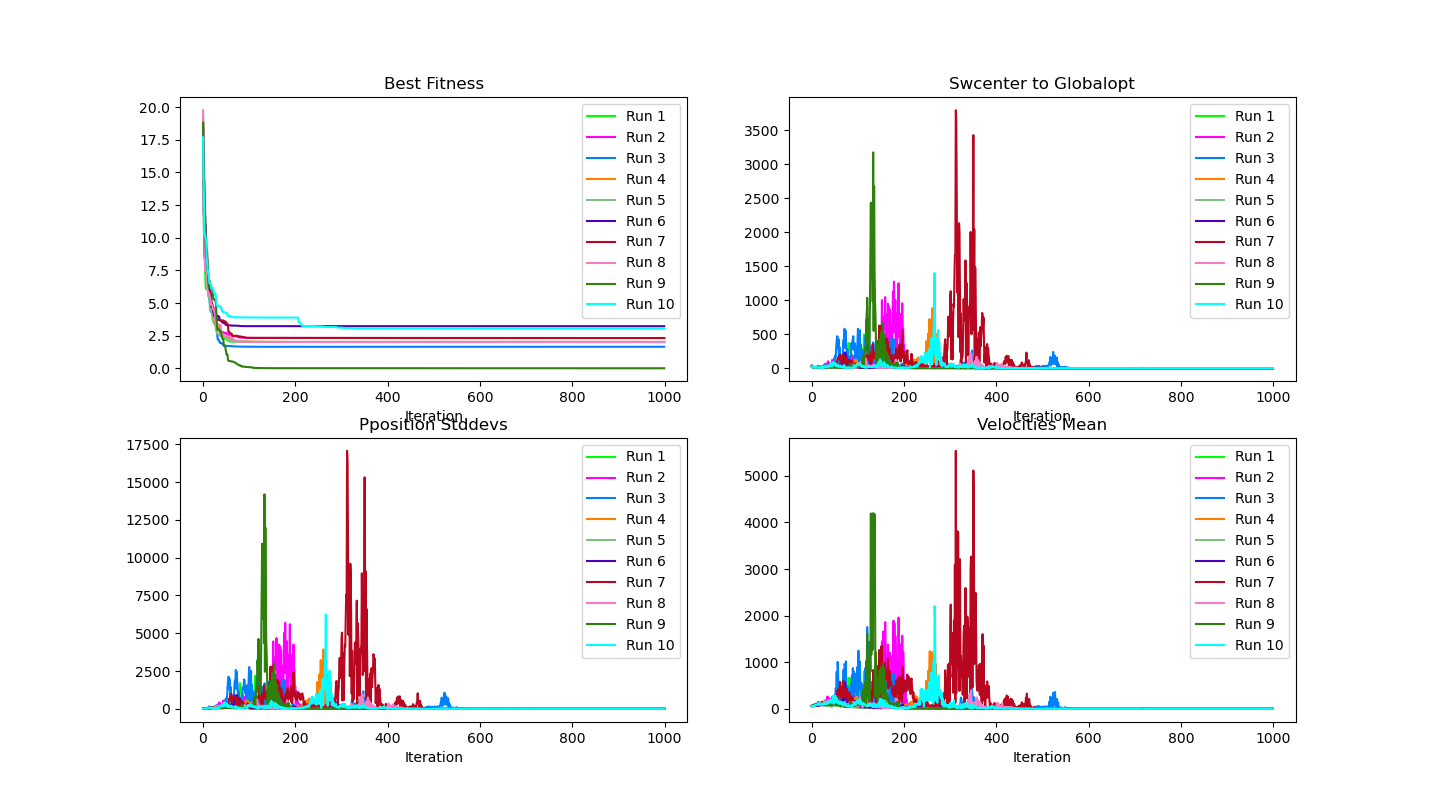 Best Fitness
20.0
17.5
15.0
12.5
10.0
7.5
5.0
2.5
0.0
0 200 400 600 800 1000
Iteration
Run 1
Run 2
Run 3
Run 4
Run 5
Run 6
Run 7
Run 8
Run 9
Run 10
Swcenter to Globalopt
3500
3000
2500
2000
1500
1000
500
0
0 200 400 600 800 1000
Iteration
Run 1
Run 2
Run 3
Run 4
Run 5
Run 6
Run 7
Run 8
Run 9
Run 10
Pposition Stddevs
17500
15000
12500
10000
7500
5000
2500
0
0 200 400 600 800 1000
Iteration
Run 1
Run 2
Run 3
Run 4
Run 5
Run 6
Run 7
Run 8
Run 9
Run 10
Velocities Mean
5000
4000
3000
2000
1000
0
0 200 400 600 800 1000
Iteration
Run 1
Run 2
Run 3
Run 4
Run 5
Run 6
Run 7
Run 8
Run 9
Run 10